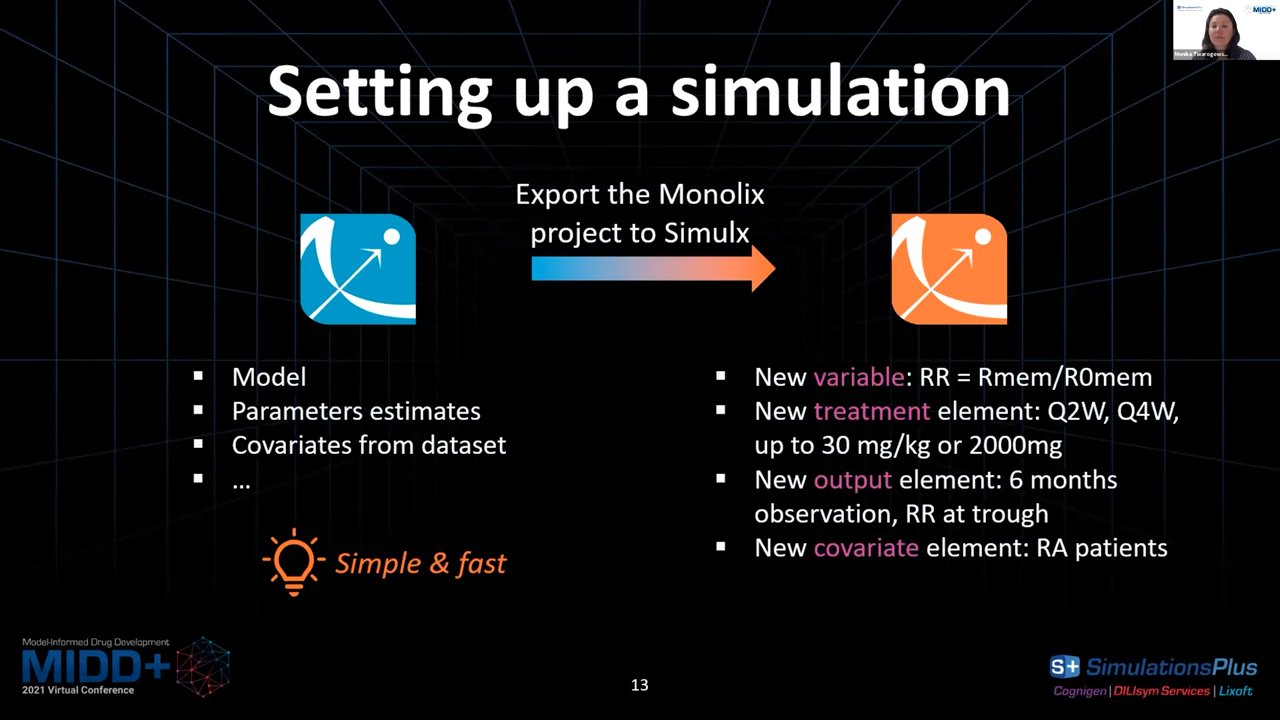 Setting up a simulation
Export the Monolix
project to Simulx
▪ Model
▪ Parameters estimates
▪ Covariates from dataset
▪ ...
Simple & fast
▪ New variable: RR = Rmem/R0mem
▪ New treatment element: Q2W, Q4W,
up to 30 mg/kg or 2000mg
▪ New output element: 6 months
observation, RR at trough
▪ New covariate element: RA patients
Model-Informed Drug Development
MIDD+
2021 Virtual Conference
13
S+ SimulationsPlus
Cognigen | DILIsym Services | Lixoft
MIDD+